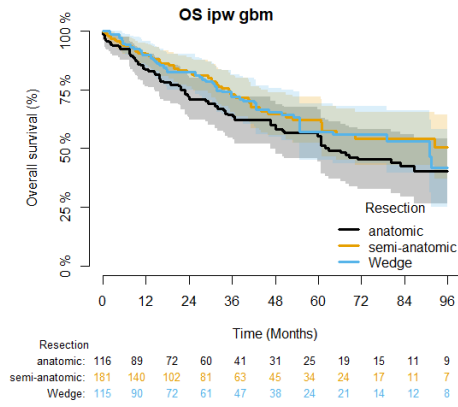 OS ipw gbm
100 %
75 %
50 %
25 %
0 %
Overall survival (%)
Resection
anatomic
semi-anatomic
Wedge
0 12 24 36 48 60 72 84 96
Time (Months)
Resection
anatomic: 116 89 72 60 41 31 25 19 15 11 9
semi-anatomic: 181 140 102 81 63 45 34 24 17 11 7
Wedge: 115 90 72 61 47 38 24 21 14 12 8